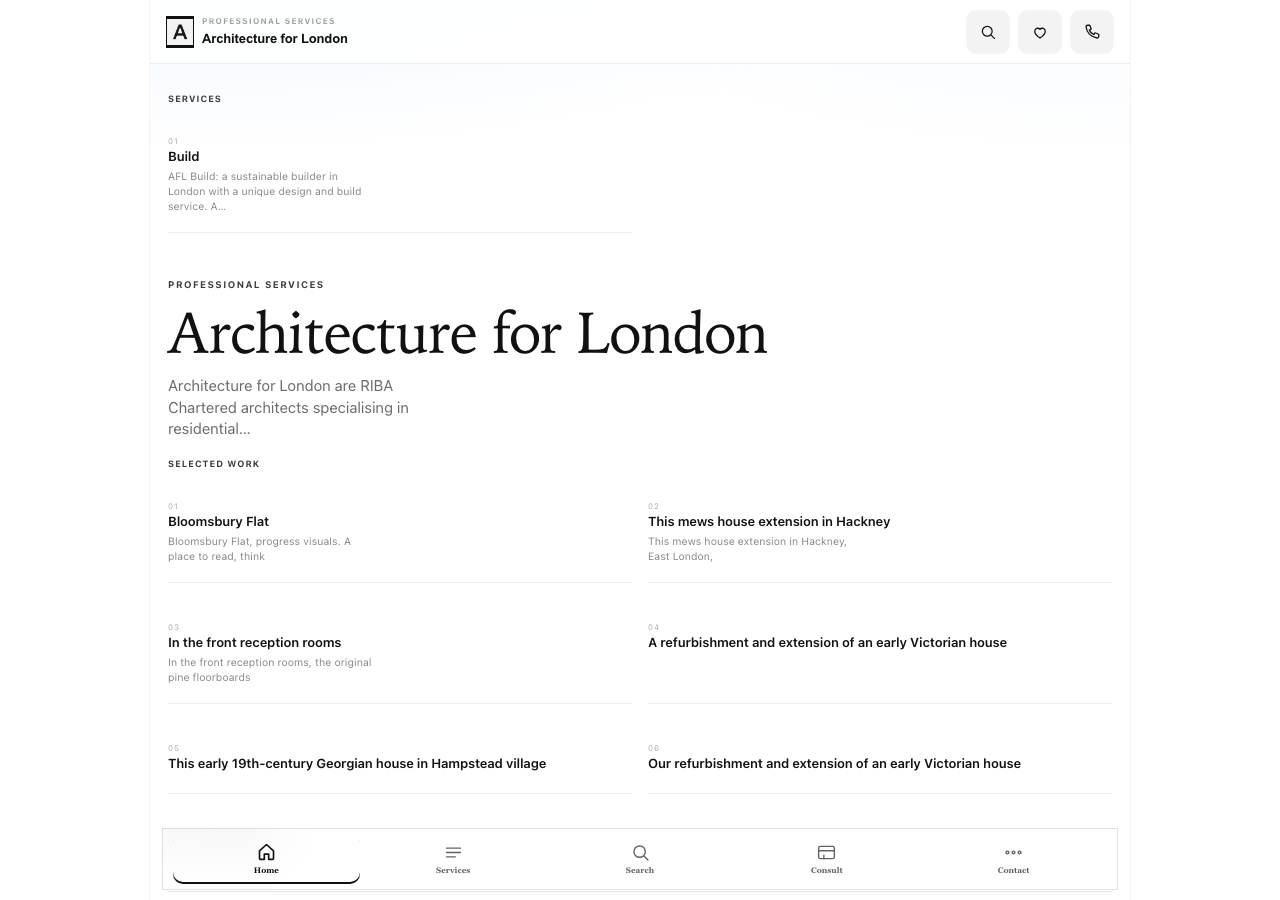 A
PROFESSIONAL SERVICES
Architecture for London
SERVICES
01
Build
AFL Build: a sustainable builder in
London with a unique design and build
service. A...
PROFESSIONAL SERVICES
Architecture for London
Architecture for London are RIBA
Chartered architects specialising in
residential...
SELECTED WORK
01
Bloomsbury Flat
Bloomsbury Flat, progress visuals. A
place to read, think
02
This mews house extension in Hackney
This mews house extension in Hackney,
East London,
03
In the front reception rooms
In the front reception rooms, the original
pine floorboards
04
A refurbishment and extension of an early Victorian house
05
This early 19th-century Georgian house in Hampstead village
06
Our refurbishment and extension of an early Victorian house
Home
Services
Search
Consult
Contact